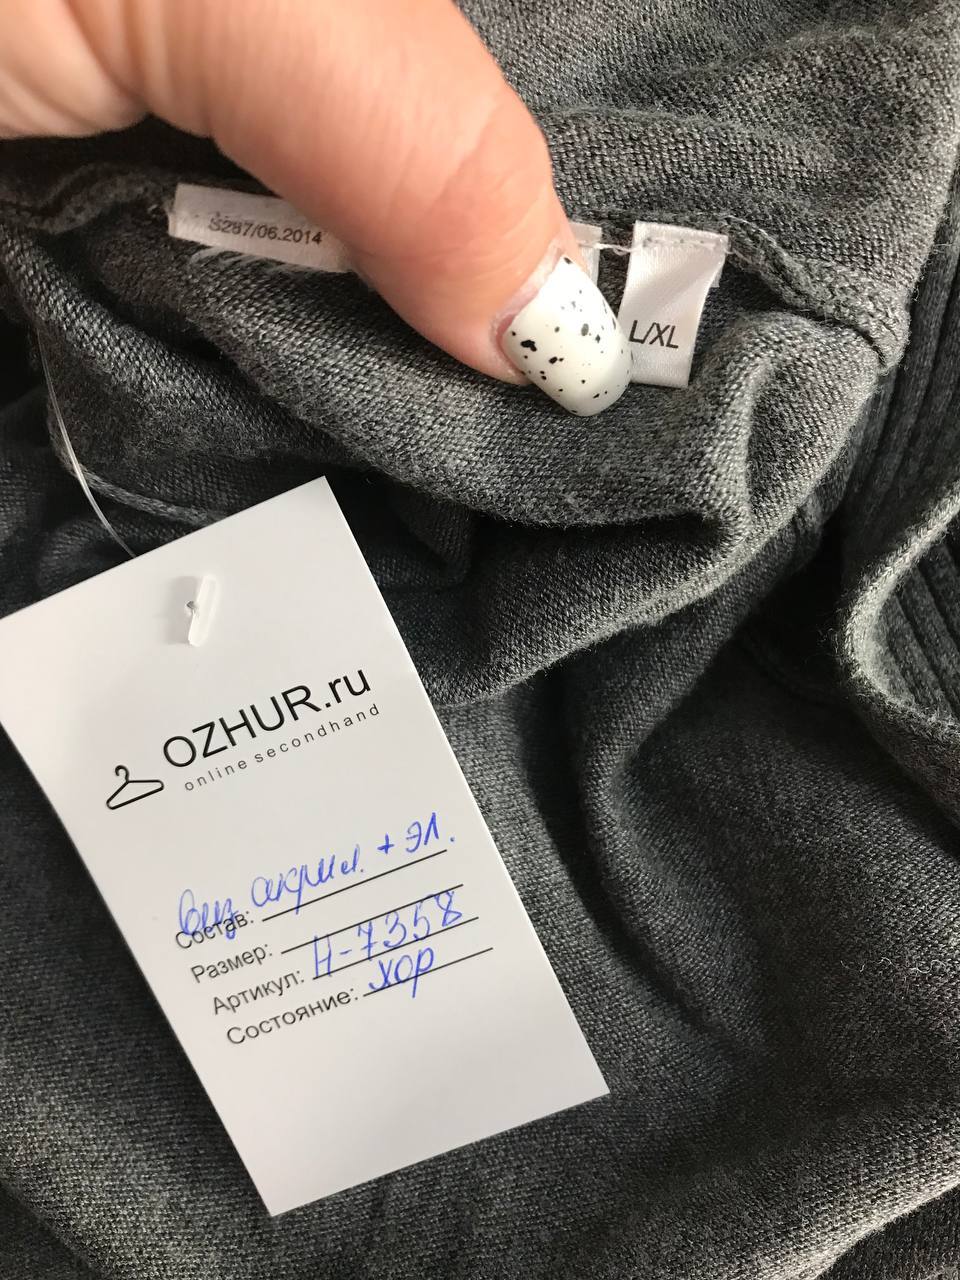 S287/06.2014
L/XL
OZHUR.ru
online secondhand
Состав: виз акрил. + эл.
Размер:
Артикул: Н-7358
Состояние: хор